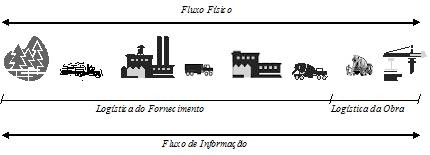 Fluxo Físico
Logística do Fornecimento
Logística da Obra
Fluxo de Informação